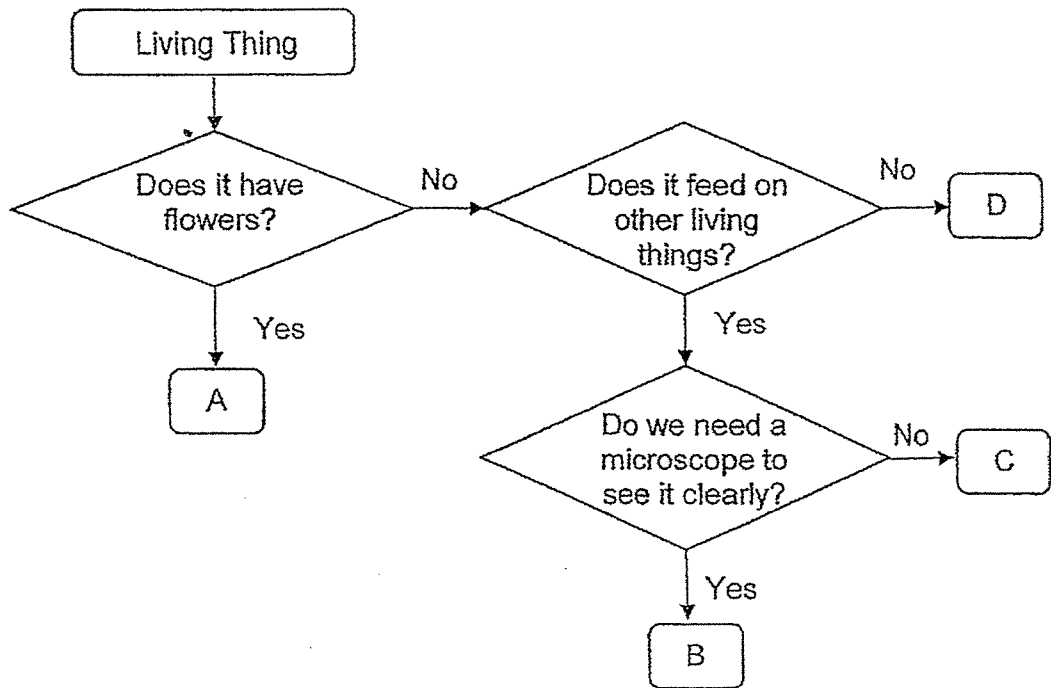 Living Thing
Does it have
flowers?
No
Does it feed on
other living
things?
No
D
Yes
A
Yes
Do we need a
microscope to
see it clearly?
No
C
Yes
B